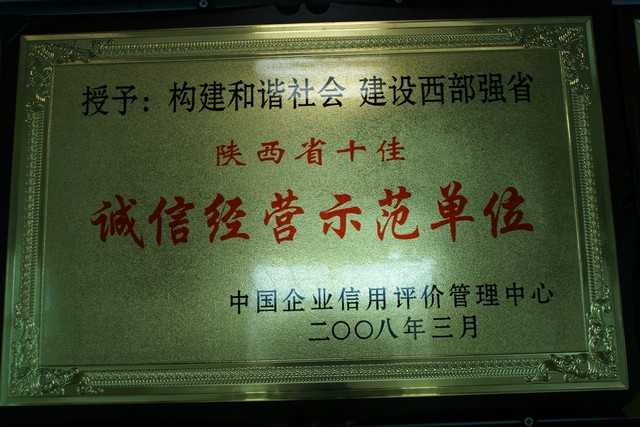 授予：构建和谐社会 建设西部强省
陕西省十佳
诚信经营示范单位
中国企业信用评价管理中心
二〇〇八年三月